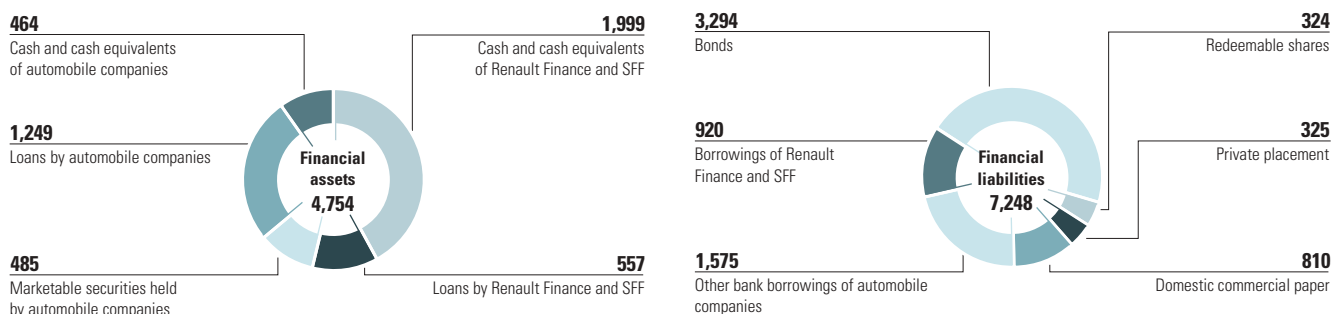 464
Cash and cash equivalents
of automobile companies
1,999
Cash and cash equivalents
of Renault Finance and SFF
1,249
Loans by automobile companies
Financial
assets
4,754
485
Marketable securities held
by automobile companies
557
Loans by Renault Finance and SFF
3,294
Bonds
324
Redeemable shares
920
Borrowings of Renault
Finance and SFF
325
Private placement
Financial
liabilities
7,248
1,575
Other bank borrowings of automobile
companies
810
Domestic commercial paper